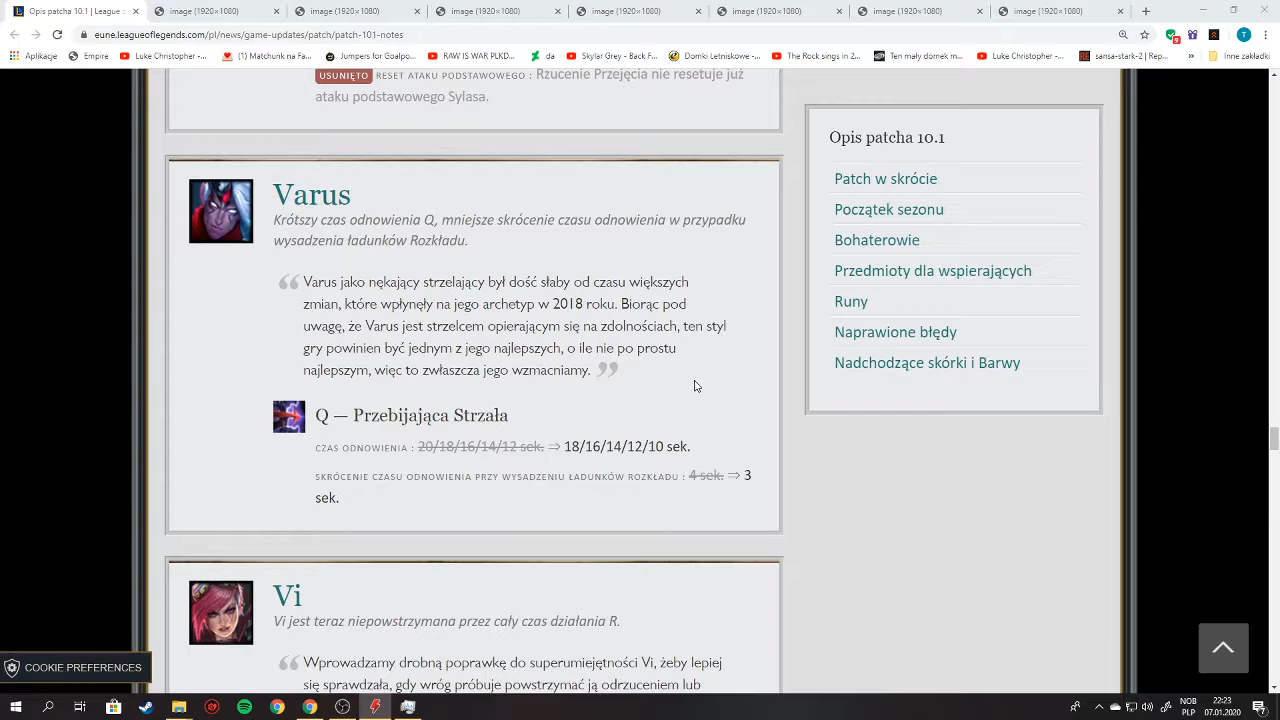 Opis patcha 10.1 | League of L
image (1920×1080)
image (1920×1080)
image (1920×1080)
image (1920×1080)
image (1920×1080)
image (1920×1080)
image (1920×1080)
eune.leagueoflegends.com/pl/news/game-updates/patch/patch-101-notes
Aplikacje
Empire
Luke Christopher -...
(1) Matchunk na Fa...
Jumpers for Goalpo...
RAW IS WAR PLKD...
da
Skylar Grey - Back F...
Domki Letniskowe -...
The Rock sings in 2...
Ten mały domek m...
Luke Christopher -...
sansa-stark-2 | Rep...
Inne zakładki
USUNIĘTO RESET ATAKU PODSTAWOWEGO : Rzucenie Przejęcia nie resetuje już
ataku podstawowego Sylasa.
Varus
Krótszy czas odnowienia Q, mniejsze skrócenie czasu odnowienia w przypadku
wysadzenia ładunków Rozkładu.
“ Varus jako nękający strzelający był dość słaby od czasu większych
zmian, które wpłynęły na jego archetyp w 2018 roku. Biorąc pod
uwagę, że Varus jest strzelcem opierającym się na zdolnościach, ten styl
gry powinien być jednym z jego najlepszych, o ile nie po prostu
najlepszym, więc to zwłaszcza jego wzmacniamy. ”
Q — Przebijająca Strzała
CZAS ODNOWIENIA : 20/18/16/14/12 sek. ⇒ 18/16/14/12/10 sek.
SKRÓCENIE CZASU ODNOWIENIA PRZY WYSADZENIU ŁADUNKÓW ROZKŁADU : 4 sek. ⇒ 3
sek.
Vi
Vi jest teraz niepowstrzymana przez cały czas działania R.
“ Wprowadzamy drobną poprawkę do superumiejętności Vi, żeby lepiej
się sprawdzała, gdy wróg próbuje powstrzymać ją odrzuceniem lub
Opis patcha 10.1
Patch w skrócie
Początek sezonu
Bohaterowie
Przedmioty dla wspierających
Runy
Naprawione błędy
Nadchodzące skórki i Barwy
COOKIE PREFERENCES
NOB
PLP
22:23
07.01.2020